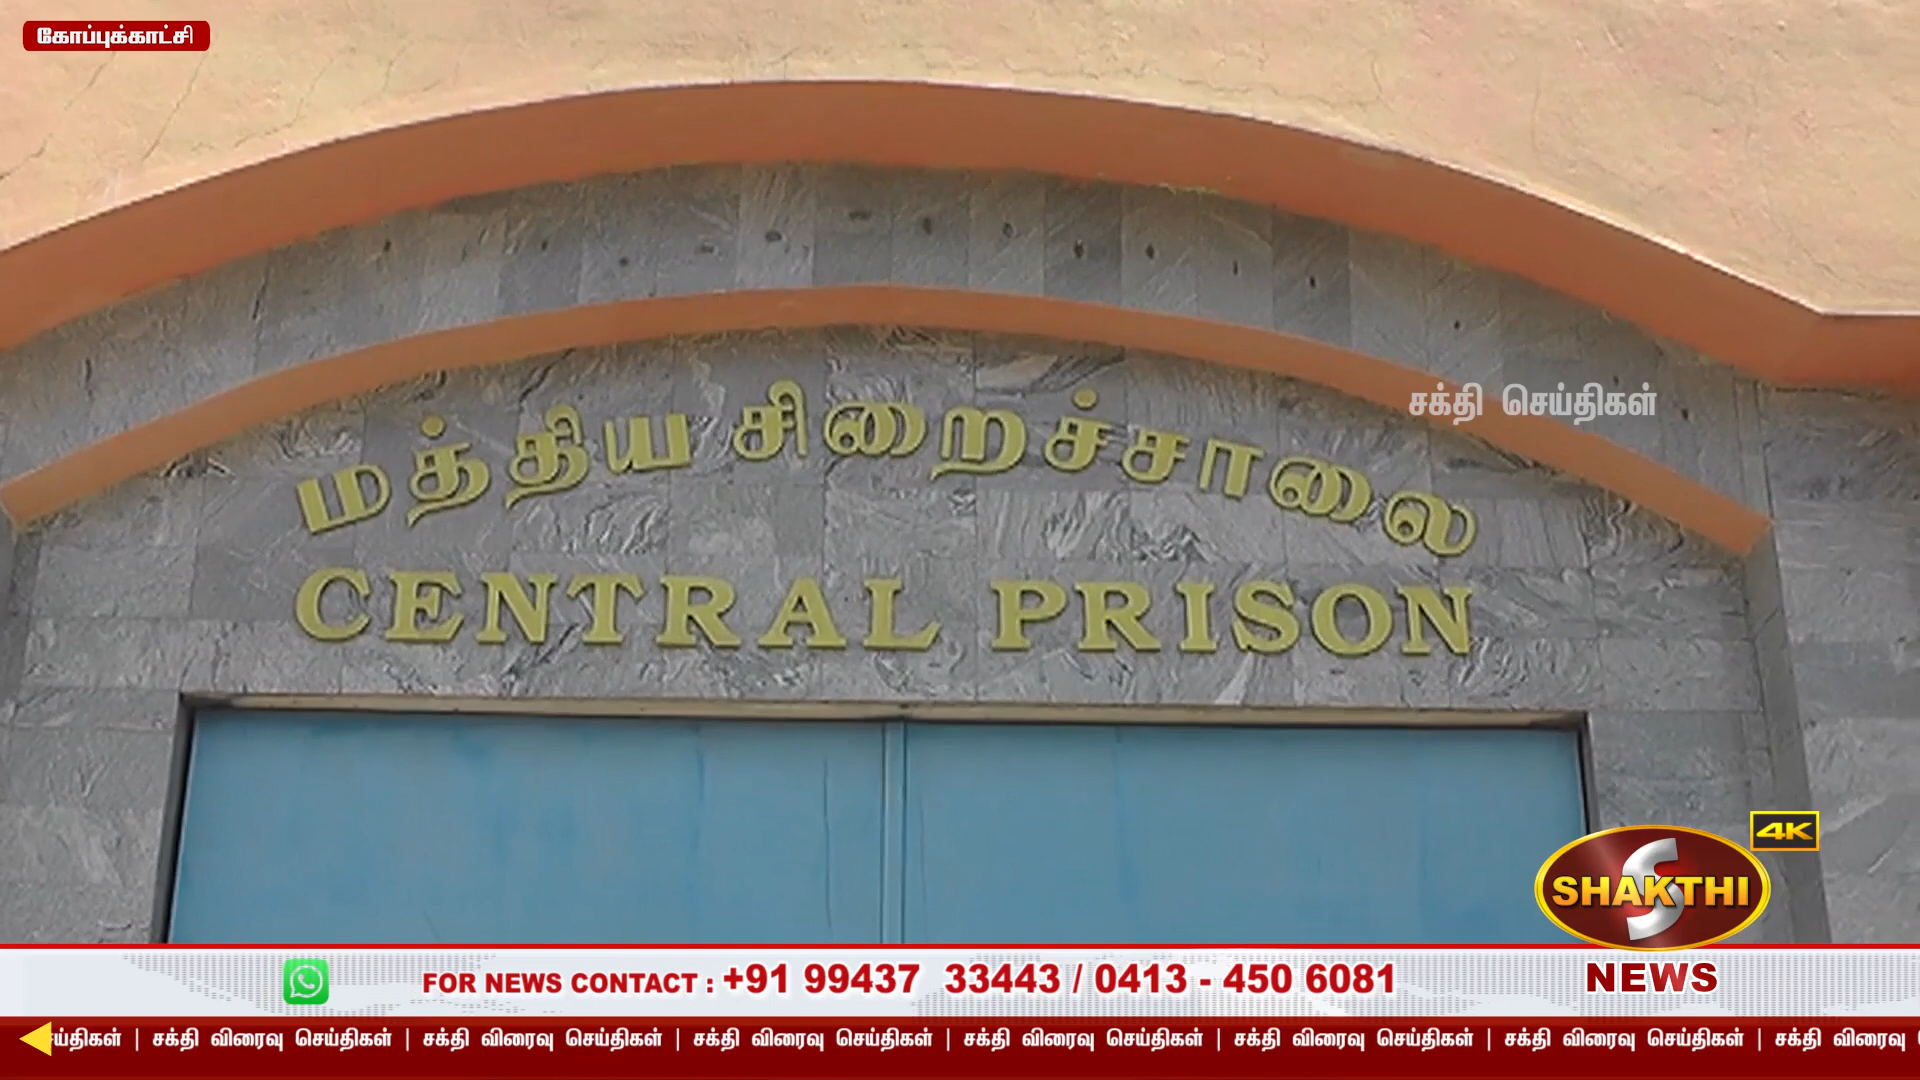 கோப்புக்காட்சி
சக்தி செய்திகள்
மத்திய சிறைச்சாலை
CENTRAL PRISON
4K
S
SHAKTHI
NEWS
FOR NEWS CONTACT : +91 99437 33443 / 0413 - 450 6081
ய்திகள் | சக்தி விரைவு செய்திகள் | சக்தி விரைவு செய்திகள் | சக்தி விரைவு செய்திகள் | சக்தி விரைவு செய்திகள் | சக்தி விரைவு செய்திகள் | சக்தி விரைவு செய்திகள் | சக்தி விரைவு